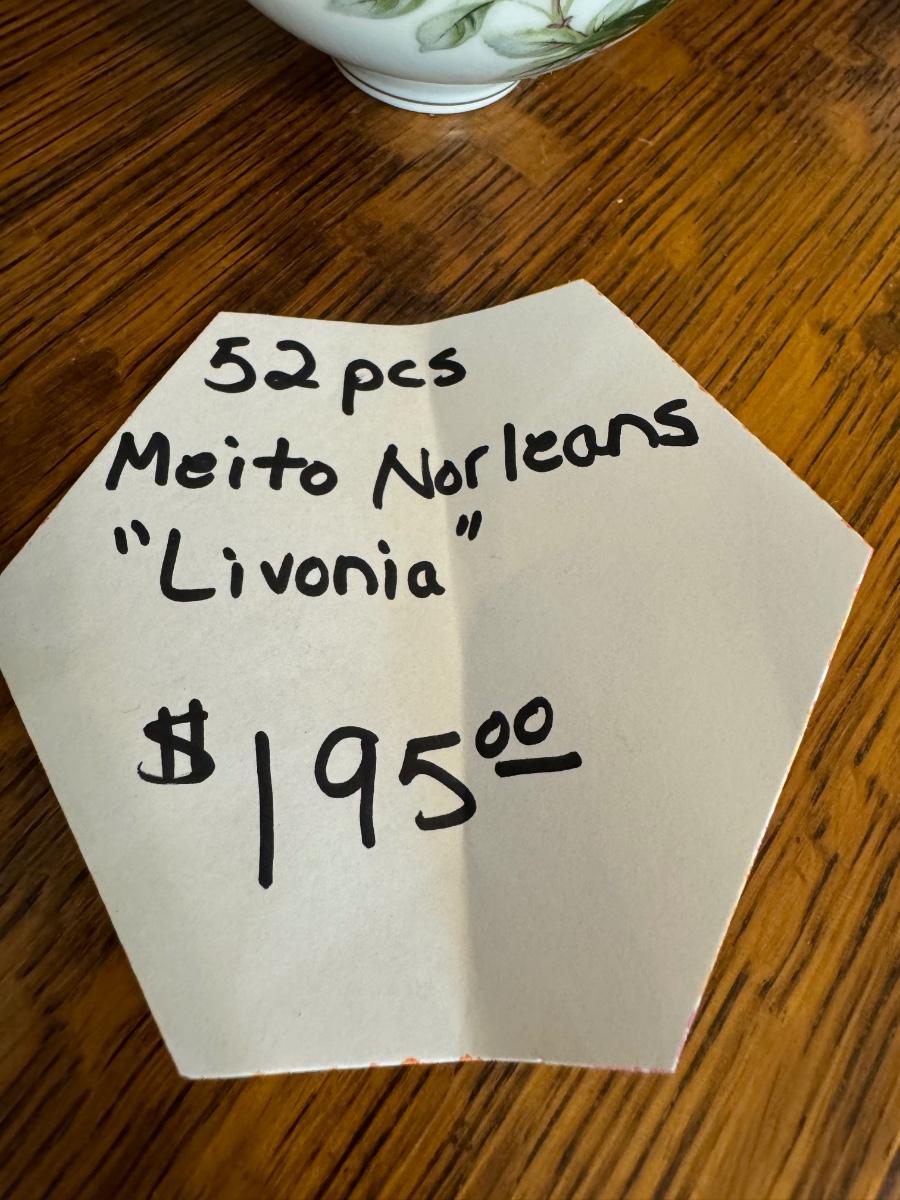 52 pcs
Meito Norleans
"Livonia"
$195.00